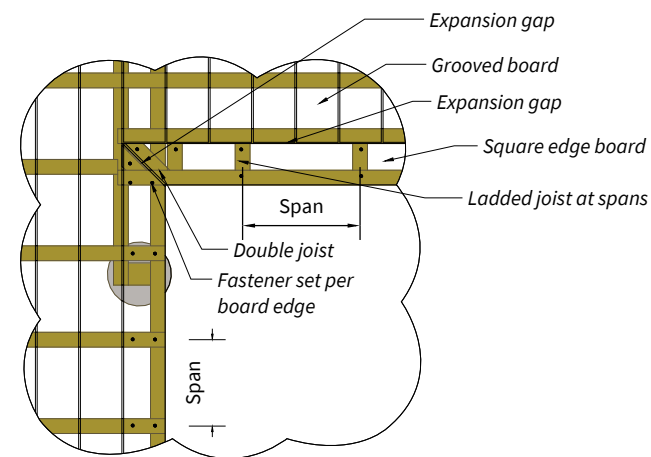 Expansion gap
Grooved board
Expansion gap
Square edge board
Ladded joist at spans
Span
Double joist
Fastener set per
board edge
Span